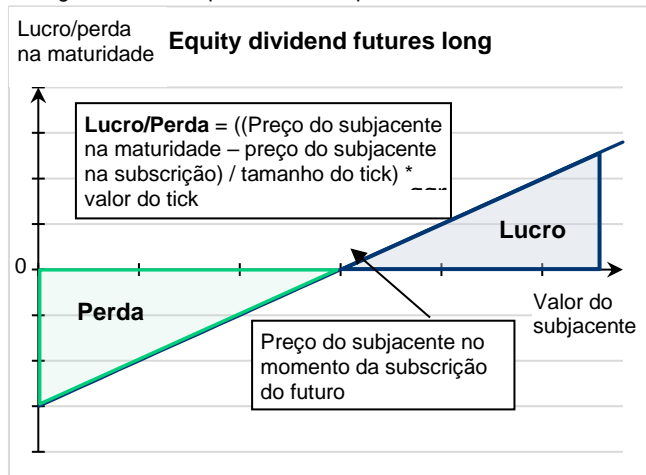 Lucro/perda
na maturidade
Equity dividend futures long
Lucro/Perda = ((Preço do subjacente
na maturidade – preço do subjacente
na subscrição) / tamanho do tick) *
valor do tick
Lucro
0
Perda
Valor do
subjacente
Preço do subjacente no
momento da subscrição
do futuro